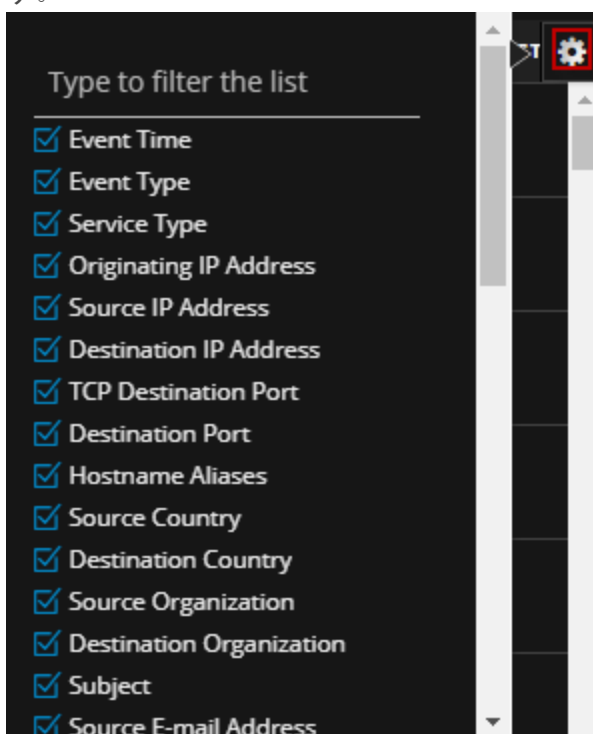 す。
ST
Type to filter the list
Event Time
Event Type
Service Type
Originating IP Address
Source IP Address
Destination IP Address
TCP Destination Port
Destination Port
Hostname Aliases
Source Country
Destination Country
Source Organization
Destination Organization
Subject
Source E-mail Address